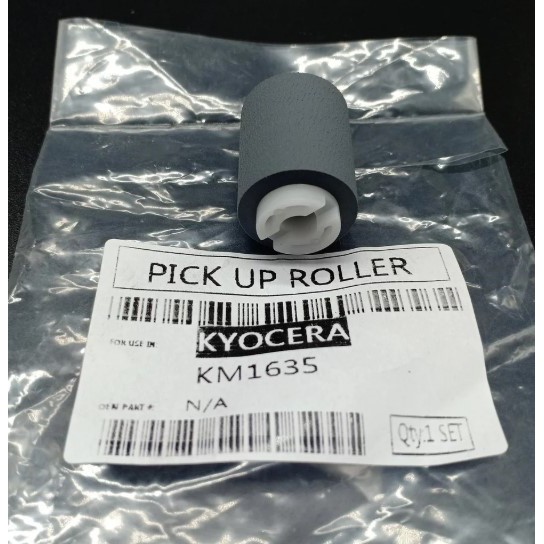 PICK UP ROLLER
FOR USE IN:
KYOCERA
KM1635
OEM PART #: N/A
Qty:1 SET